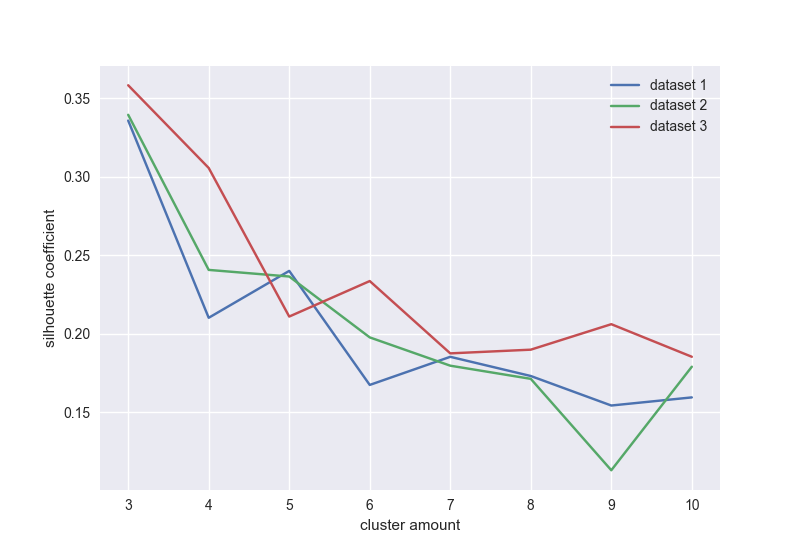 dataset 1
dataset 2
dataset 3
0.35
0.30
0.25
0.20
0.15
silhouette coefficient
3 4 5 6 7 8 9 10
cluster amount